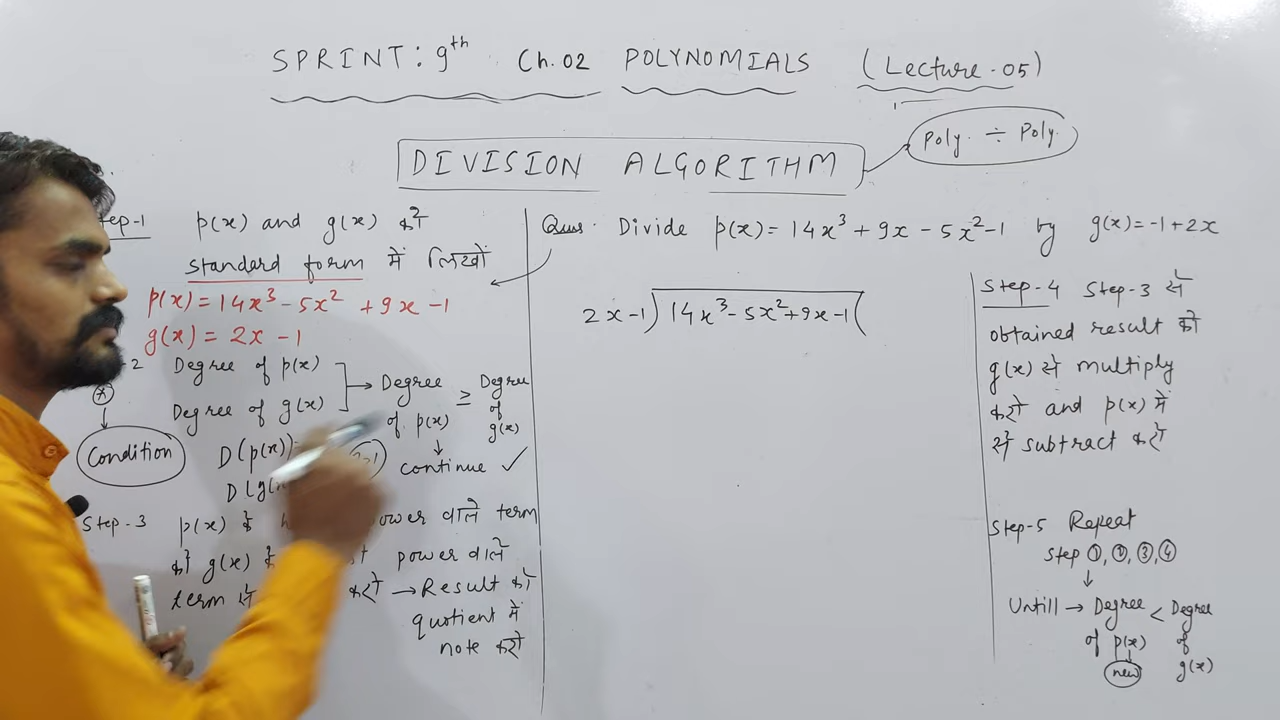 SPRINT: 9th Ch. 02 POLYNOMIALS (Lecture-05)
DIVISION ALGORITHM
Poly. ÷ Poly.
p(x) and g(x) को
standard form में लिखों
p(x) = 14x³ - 5x² + 9x - 1
g(x) = 2x - 1
2 Degree of p(x)
Degree of g(x)
Degree of p(x) ≥ Degree of g(x)
continue ✓
Condition
D(p(x))
Step-3 p(x) के power वाले term
को g(x) के power वाले
term से करो → Result को
quotient में
note करो
Ques. Divide p(x) = 14x³ + 9x - 5x² - 1 by g(x) = -1 + 2x
2x-1) 14x³ - 5x² + 9x - 1 (
Step-4 Step-3 से
obtained result को
g(x) से multiply
करो and p(x) में
से subtract करो
Step-5 Repeat
Step ①,②,③,④
↓
Untill → Degree < Degree
of p(x) of
new g(x)